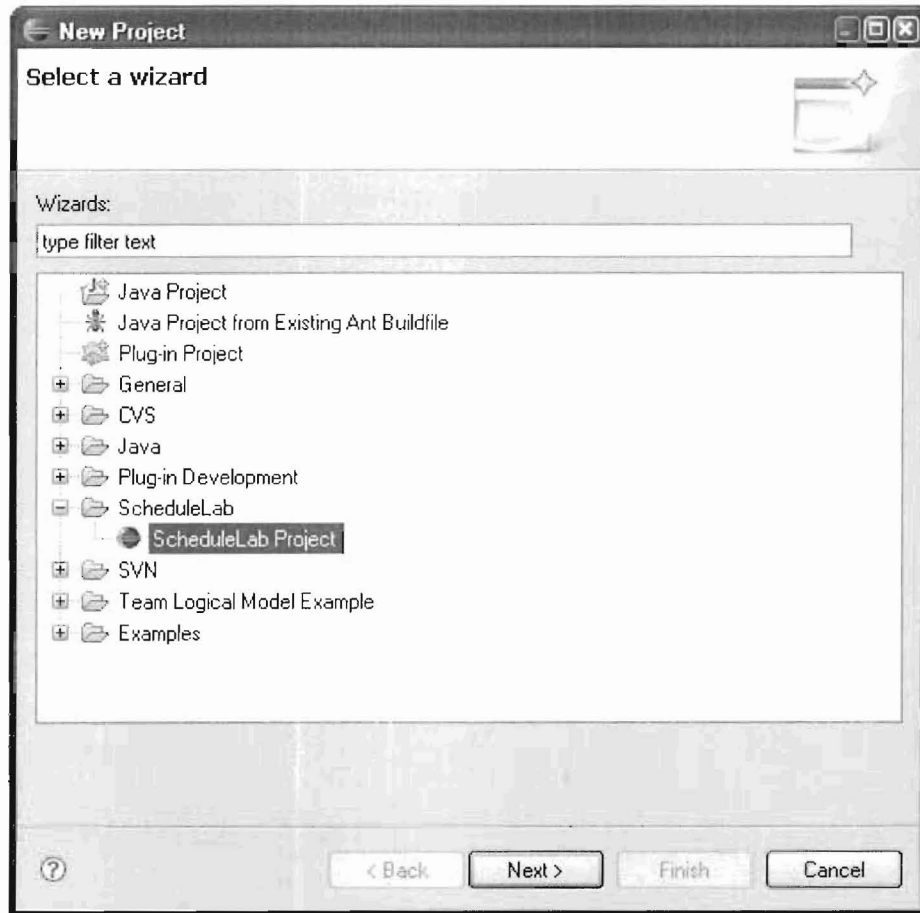 New Project
Select a wizard
Wizards:
type filter text
Java Project
Java Project from Existing Ant Buildfile
Plug-in Project
General
CVS
Java
Plug-in Development
ScheduleLab
ScheduleLab Project
SVN
Team Logical Model Example
Examples
< Back
Next >
Finish
Cancel